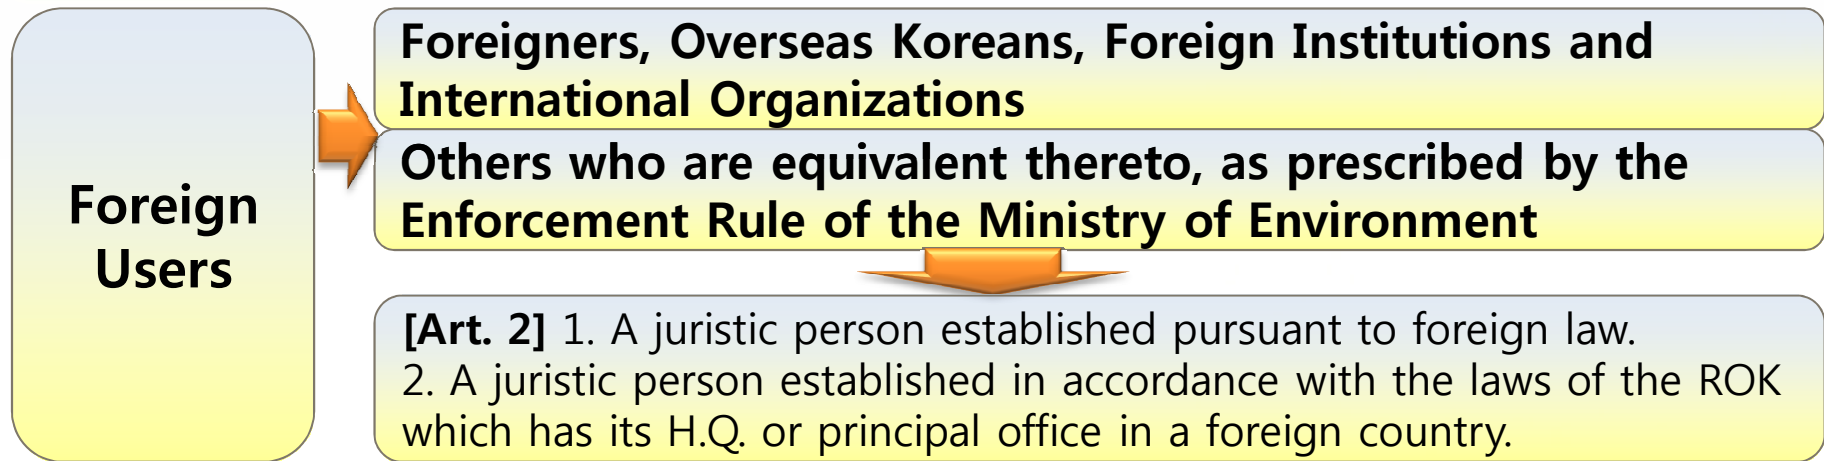 Foreign
Users
Foreigners, Overseas Koreans, Foreign Institutions and
International Organizations
Others who are equivalent thereto, as prescribed by the
Enforcement Rule of the Ministry of Environment
[Art. 2] 1. A juristic person established pursuant to foreign law.
2. A juristic person established in accordance with the laws of the ROK
which has its H.Q. or principal office in a foreign country.